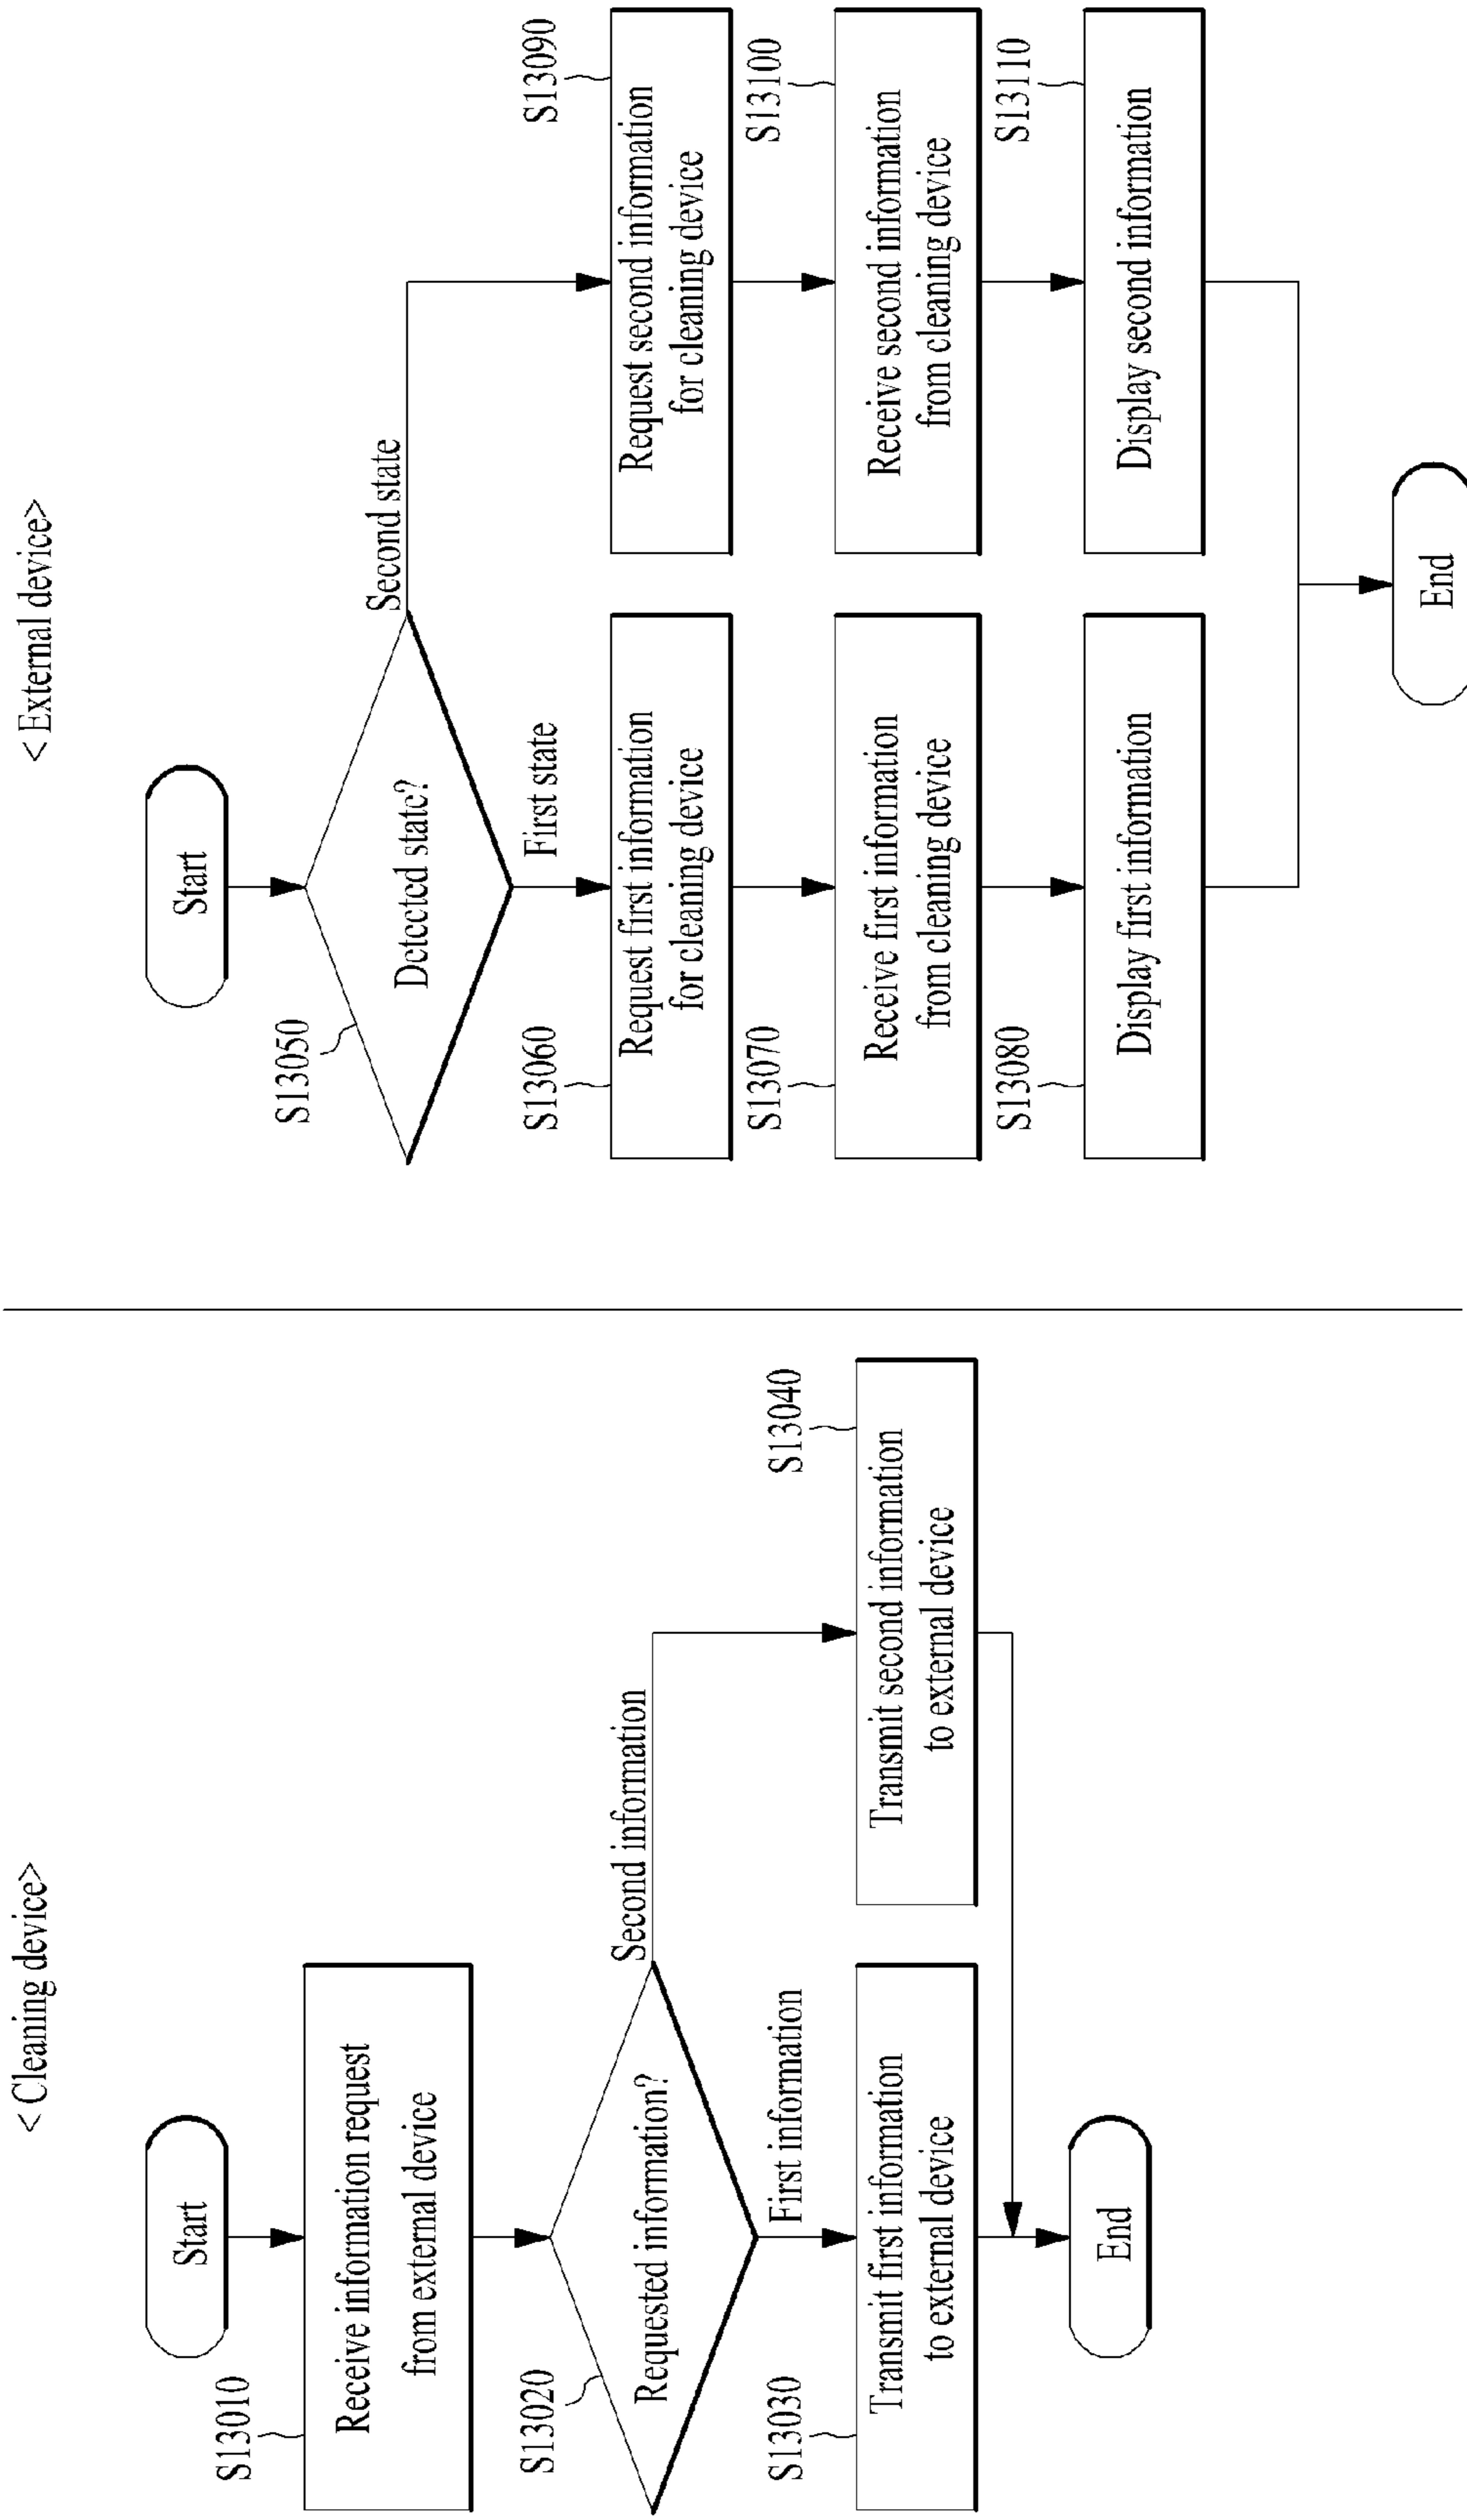 <Cleaning device>
Start
S13010
Receive information request
from external device
S13020
Requested information?
Second information
First information
S13030
Transmit first information
to external device
S13040
Transmit second information
to external device
End
<External device>
Start
S13050
Detected state?
Second state
First state
S13060
Request first information
for cleaning device
S13070
Receive first information
from cleaning device
S13080
Display first information
S13090
Request second information
for cleaning device
S13100
Receive second information
from cleaning device
S13110
Display second information
End